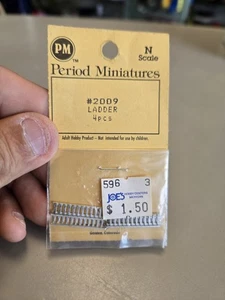 PM
TM
N
Scale
Period Miniatures
#2009
LADDER
4pcs
Adult Hobby Product - Not intended for use by children.
596 3
JOE'S
$ 1.50